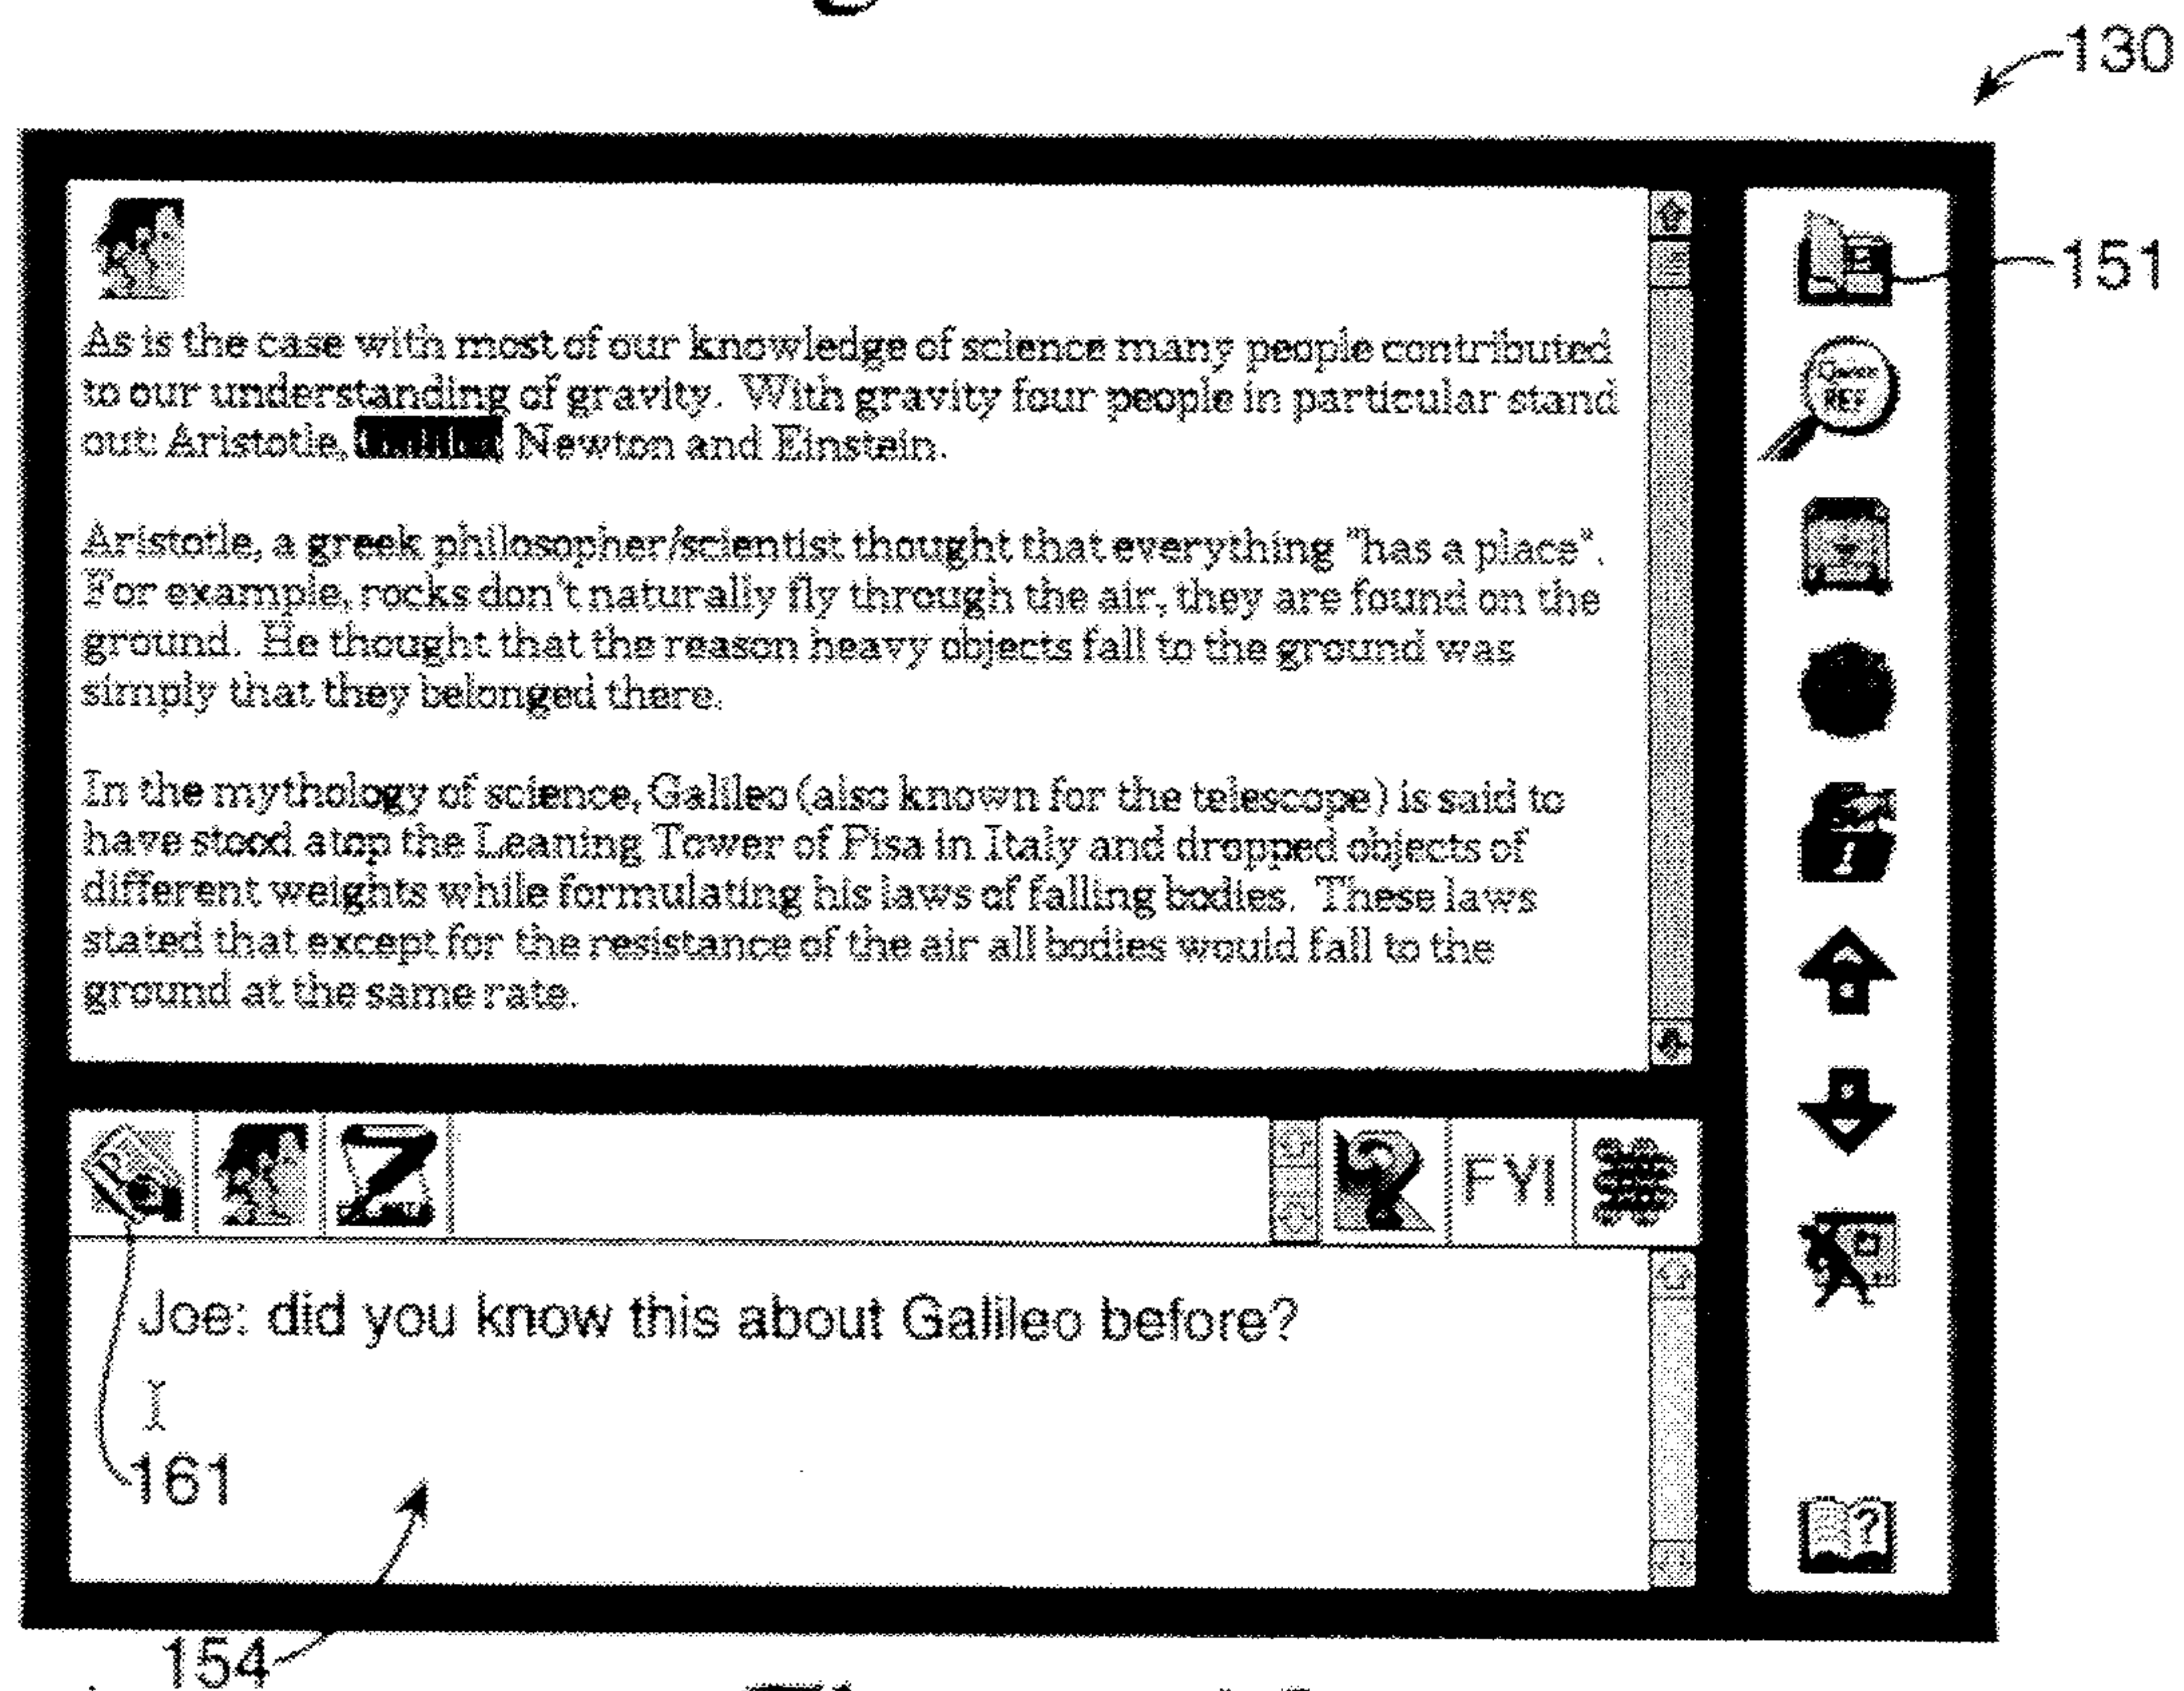 130
151
As is the case with most of our knowledge of science many people contributed
to our understanding of gravity. With gravity four people in particular stand
out: Aristotle, Newton and Einstein.
REF
Aristotle, a greek philosopher/scientist thought that everything "has a place".
For example, rocks don't naturally fly through the air, they are found on the
ground. He thought that the reason heavy objects fall to the ground was
simply that they belonged there.
In the mythology of science, Galileo (also known for the telescope) is said to
have stood atop the Leaning Tower of Pisa in Italy and dropped objects of
different weights while formulating his laws of falling bodies. These laws
stated that except for the resistance of the air all bodies would fall to the
ground at the same rate.
FYI
Joe: did you know this about Galileo before?
161
?
154